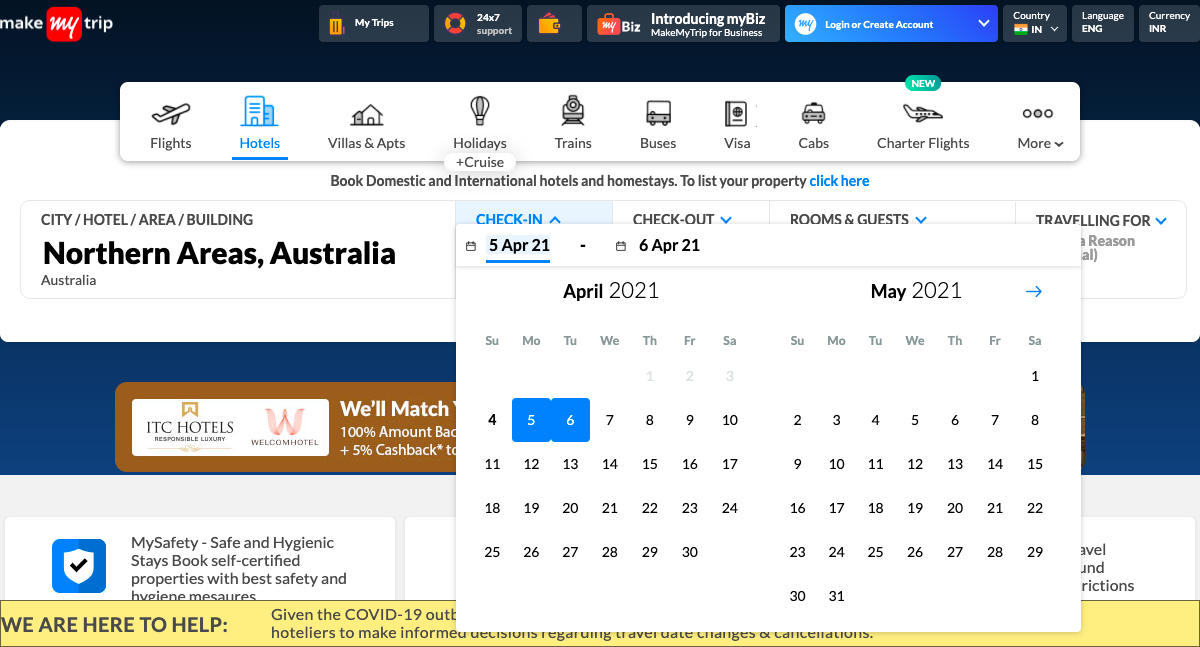 make my trip
My Trips
24x7
support
my Biz
Introducing myBiz
MakeMyTrip for Business
my
Login or Create Account
Country
IN
Language
ENG
Currency
INR
NEW
Flights
Hotels
Villas & Apts
Holidays
+Cruise
Trains
Buses
Visa
Cabs
Charter Flights
More
Book Domestic and International hotels and homestays. To list your property click here
CITY / HOTEL / AREA / BUILDING
Northern Areas, Australia
Australia
CHECK-IN
CHECK-OUT
ROOMS & GUESTS
TRAVELLING FOR
a Reason
al)
5 Apr 21 - 6 Apr 21
April 2021
Su Mo Tu We Th Fr Sa
1 2 3
4 5 6 7 8 9 10
11 12 13 14 15 16 17
18 19 20 21 22 23 24
25 26 27 28 29 30
May 2021
Su Mo Tu We Th Fr Sa
1
2 3 4 5 6 7 8
9 10 11 12 13 14 15
16 17 18 19 20 21 22
23 24 25 26 27 28 29
30 31
ITC HOTELS
RESPONSIBLE LUXURY
WELCOMHOTEL
We'll Match
100% Amount Bac
+ 5% Cashback* to
MySafety - Safe and Hygienic
Stays Book self-certified
properties with best safety and
hygiene mesaures
avel
und
rictions
WE ARE HERE TO HELP:
Given the COVID-19 outb
hoteliers to make informed decisions regarding travel date changes & cancellations.